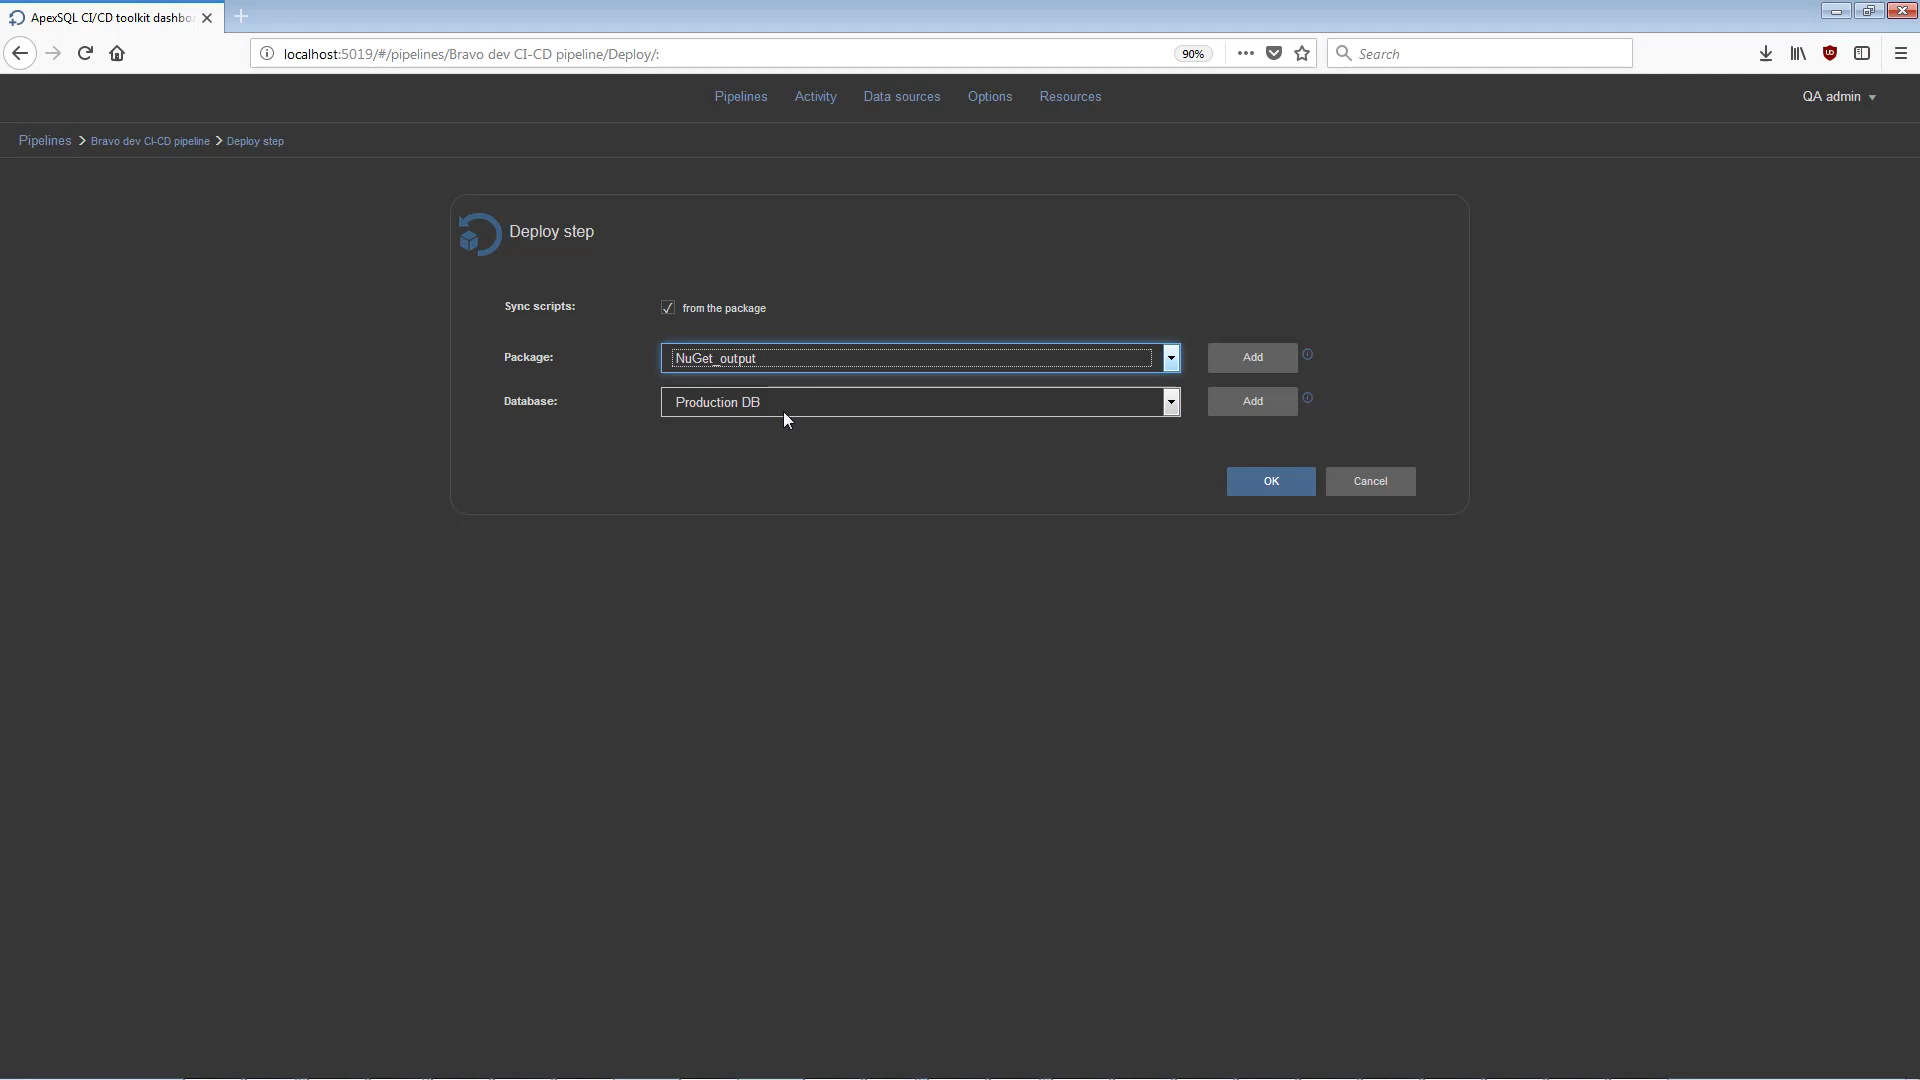 ApexSQL CI/CD toolkit dashbo
localhost:5019/#/pipelines/Bravo dev CI-CD pipeline/Deploy/:
90%
Search
Pipelines
Activity
Data sources
Options
Resources
QA admin
Pipelines > Bravo dev CI-CD pipeline > Deploy step
Deploy step
Sync scripts:
from the package
Package:
NuGet_output
Add
Database:
Production DB
Add
OK
Cancel